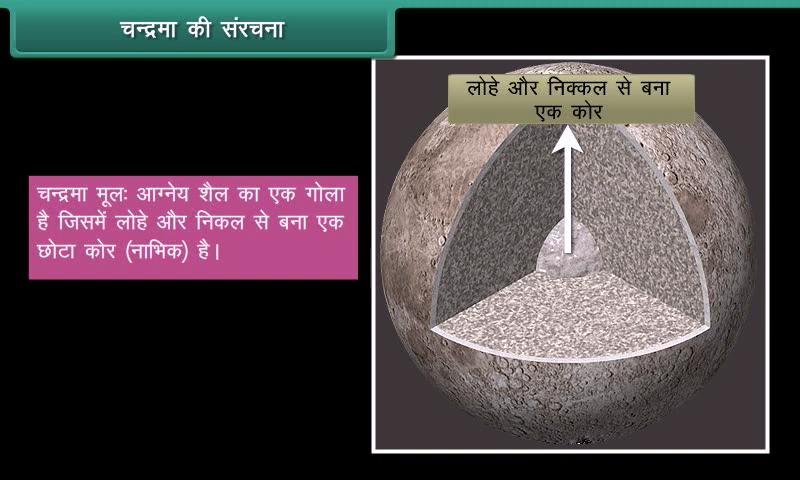 चन्द्रमा की संरचना
लोहे और निक्कल से बना
एक कोर
चन्द्रमा मूलः आग्नेय शैल का एक गोला
है जिसमें लोहे और निकल से बना एक
छोटा कोर (नाभिक) है।